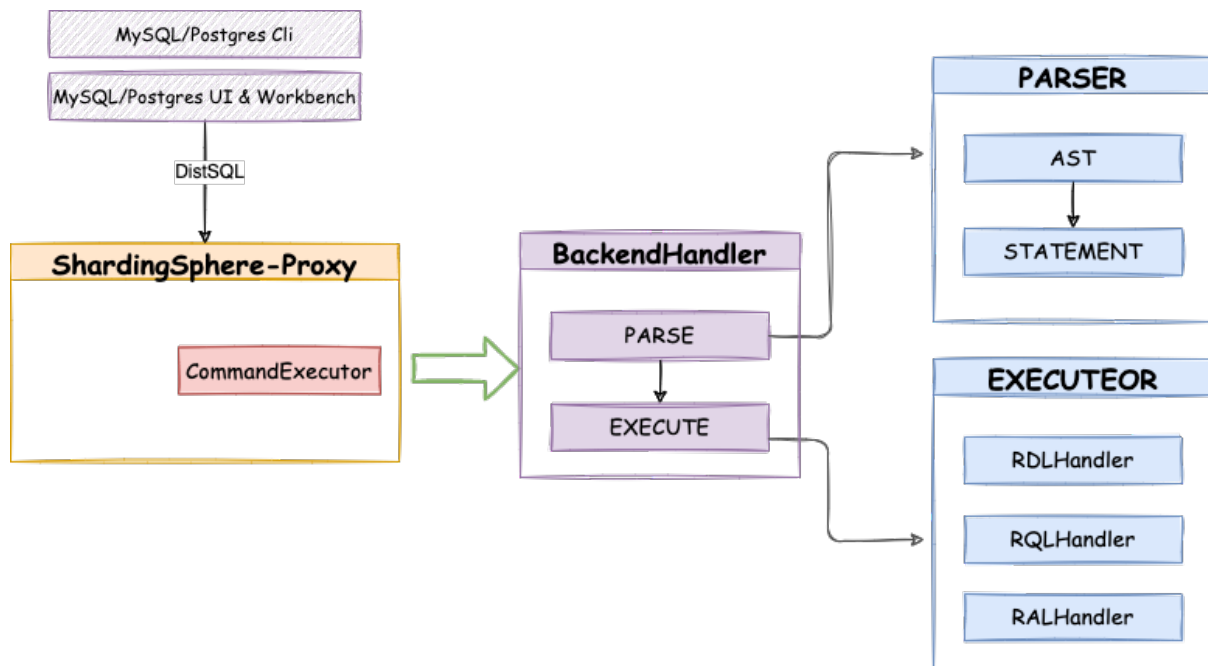 MySQL/Postgres Cli
MySQL/Postgres UI & Workbench
DistSQL
ShardingSphere-Proxy
CommandExecutor
BackendHandler
PARSE
EXECUTE
PARSER
AST
STATEMENT
EXECUTEOR
RDLHandler
RQLHandler
RALHandler